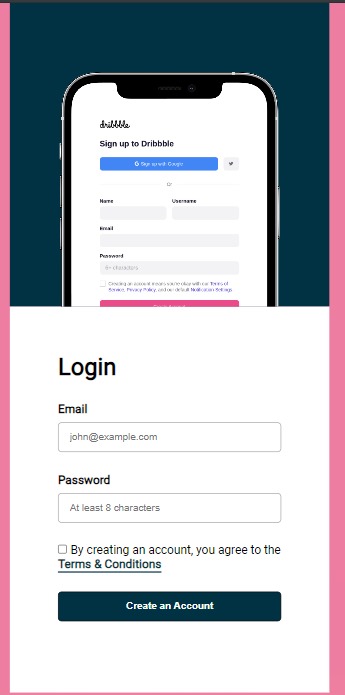 dribbble
Sign up to Dribbble
G Sign up with Google
Or
Name Username
Email
Password
6+ characters
Creating an account means you're okay with our Terms of
Service, Privacy Policy, and our default Notification Settings
Login
Email
john@example.com
Password
At least 8 characters
By creating an account, you agree to the
Terms & Conditions
Create an Account